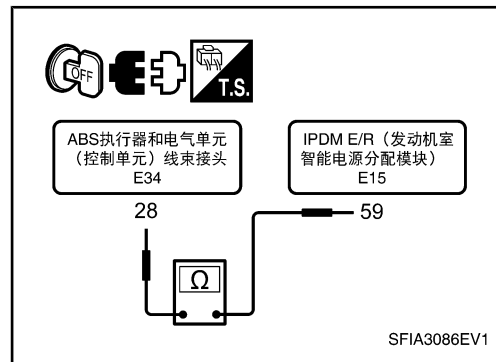 OFF
T.S.
ABS执行器和电气单元
（控制单元）线束接头
E34
IPDM E/R（发动机室
智能电源分配模块）
E15
28
59
Ω
SFIA3086EV1